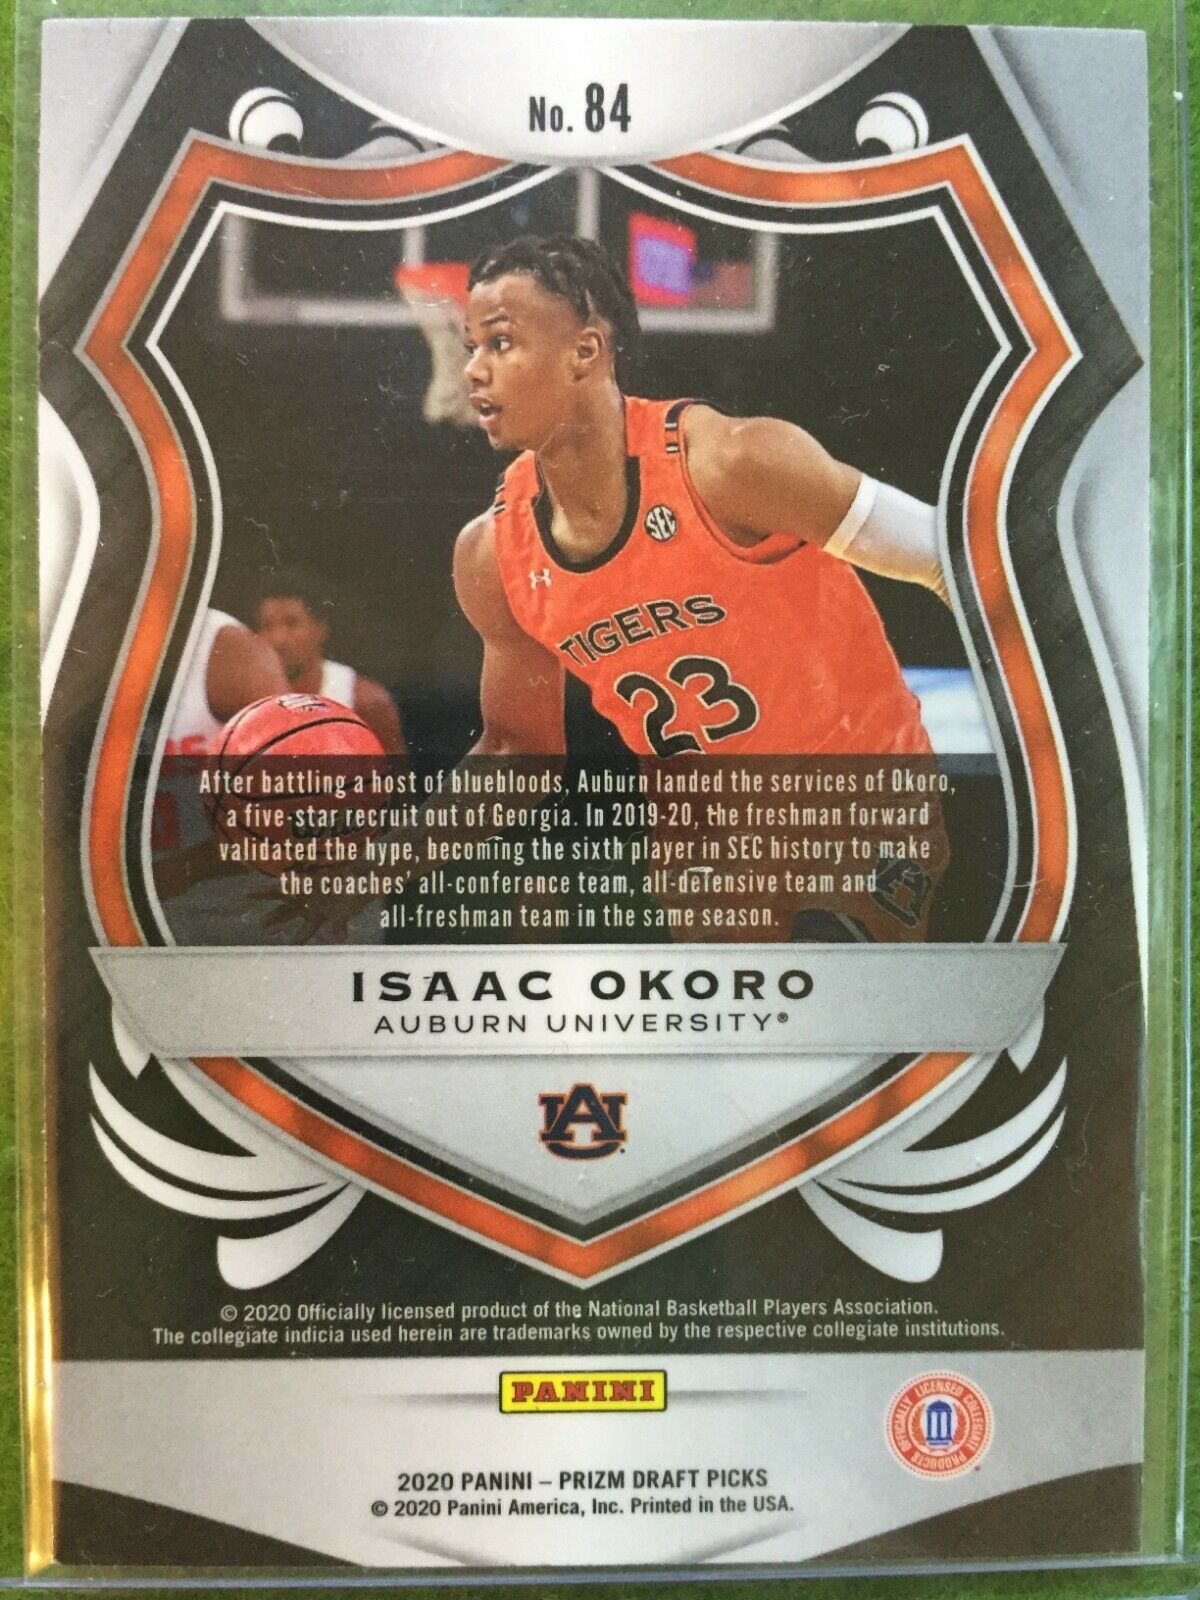 No. 84
SEC
TIGERS
23
After battling a host of bluebloods, Auburn landed the services of Okoro,
a five-star recruit out of Georgia. In 2019-20, the freshman forward
validated the hype, becoming the sixth player in SEC history to make
the coaches' all-conference team, all-defensive team and
all-freshman team in the same season.
ISAAC OKORO
AUBURN UNIVERSITY®
AU
© 2020 Officially licensed product of the National Basketball Players Association.
The collegiate indicia used herein are trademarks owned by the respective collegiate institutions.
PANINI
OFFICIALLY LICENSED COLLEGIATE PRODUCTS
2020 PANINI – PRIZM DRAFT PICKS
© 2020 Panini America, Inc. Printed in the USA.